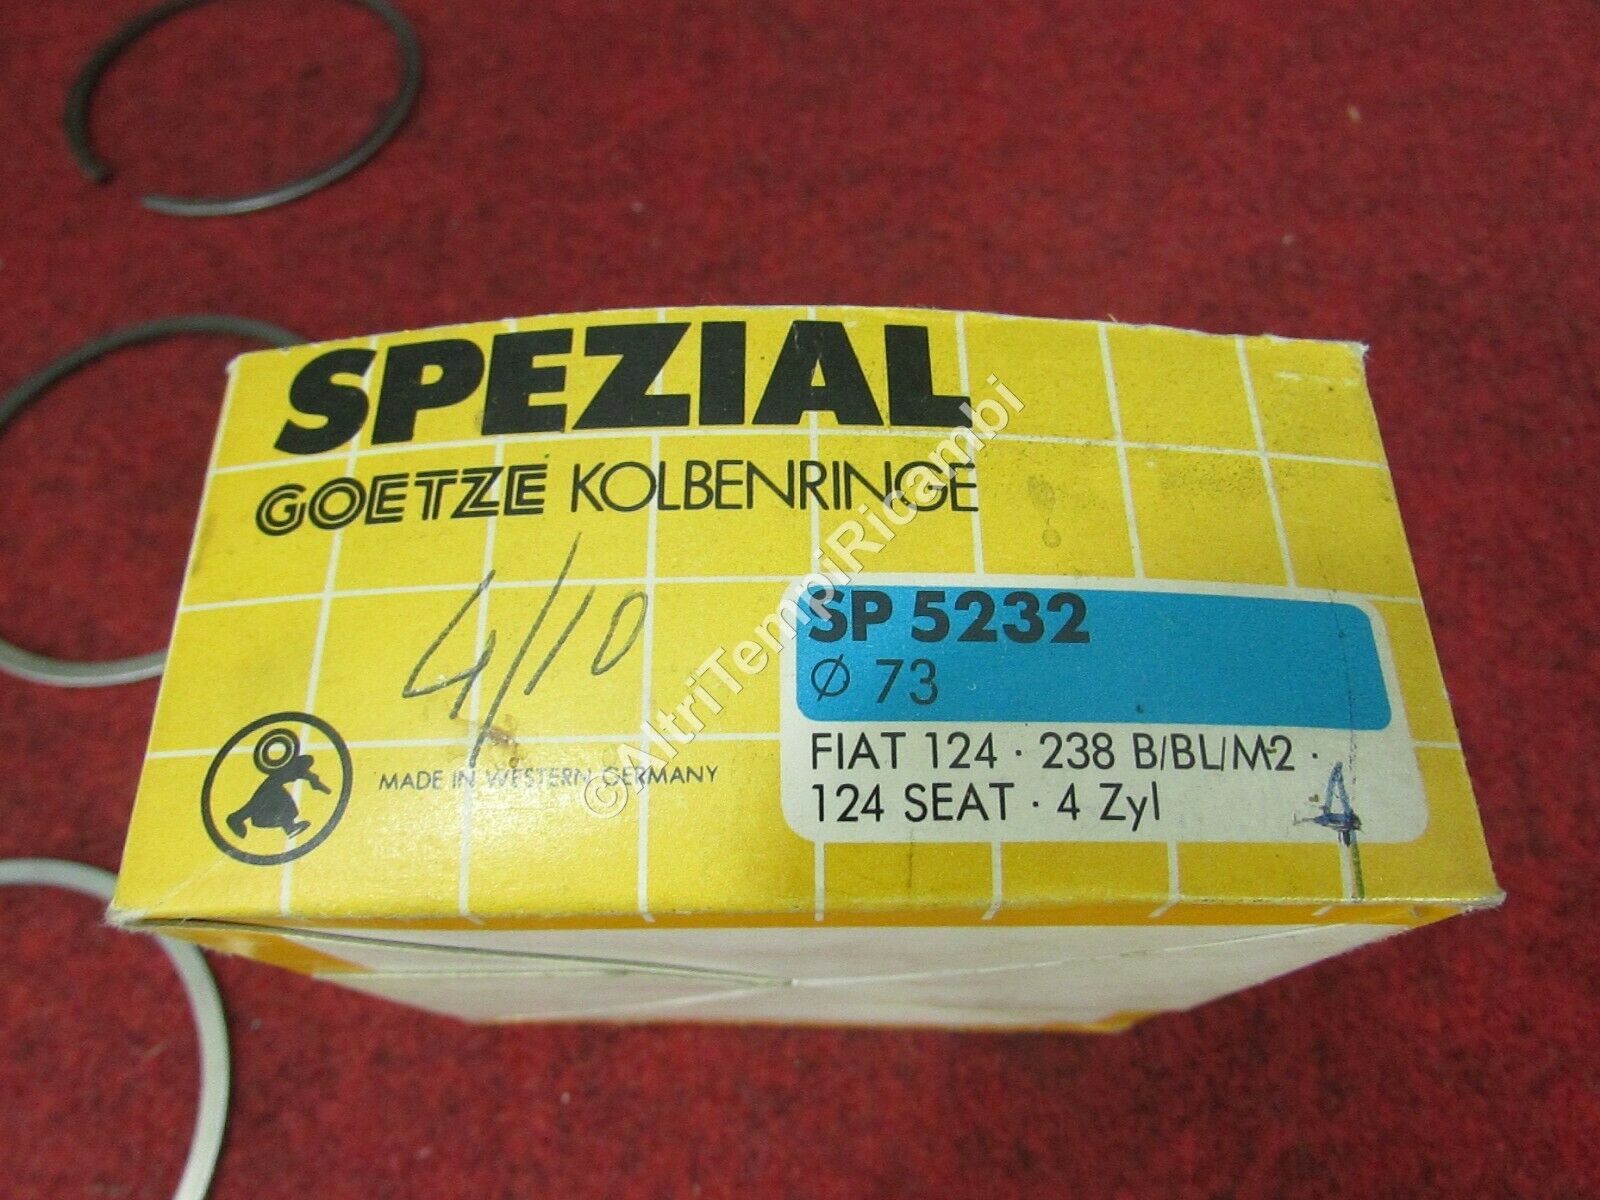 SPEZIAL
GOETZE KOLBENRINGE
4/10
SP 5232
Ø 73
FIAT 124 · 238 B/BL/M2 ·
124 SEAT · 4 Zyl
4
MADE IN WESTERN GERMANY
©AltriTempiRicambi